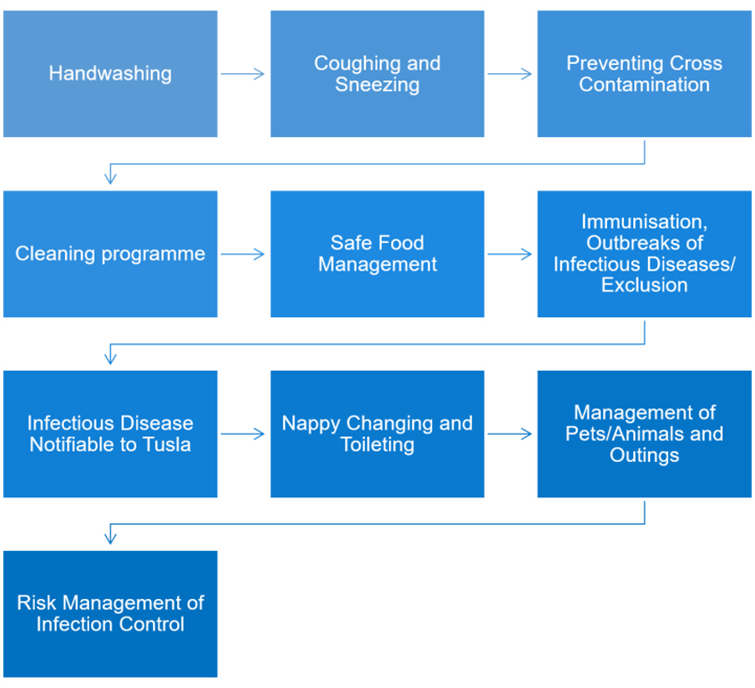 Handwashing
Coughing and
Sneezing
Preventing Cross
Contamination
Cleaning programme
Safe Food
Management
Immunisation,
Outbreaks of
Infectious Diseases/
Exclusion
Infectious Disease
Notifiable to Tusla
Nappy Changing and
Toileting
Management of
Pets/Animals and
Outings
Risk Management of
Infection Control